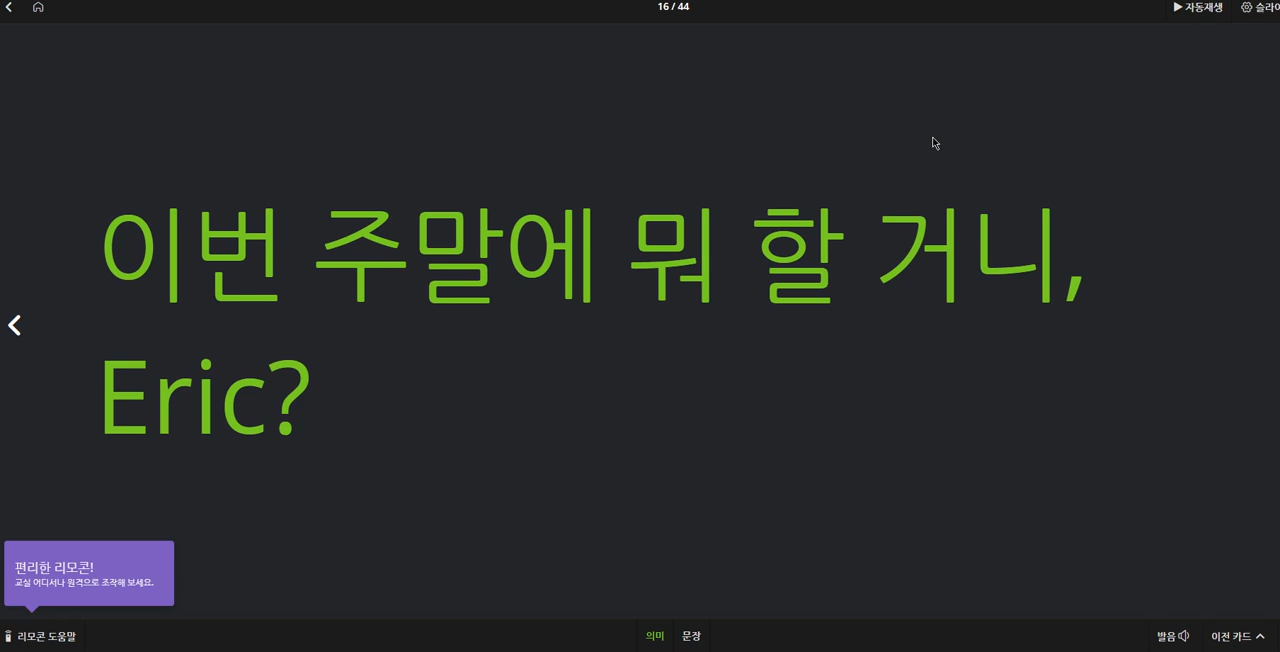 16 / 44
자동재생
이번 주말에 뭐 할 거니,
Eric?
편리한 리모콘!
교실 어디서나 원격으로 조작해 보세요.
리모콘 도움말
의미
문장
발음
이전 카드